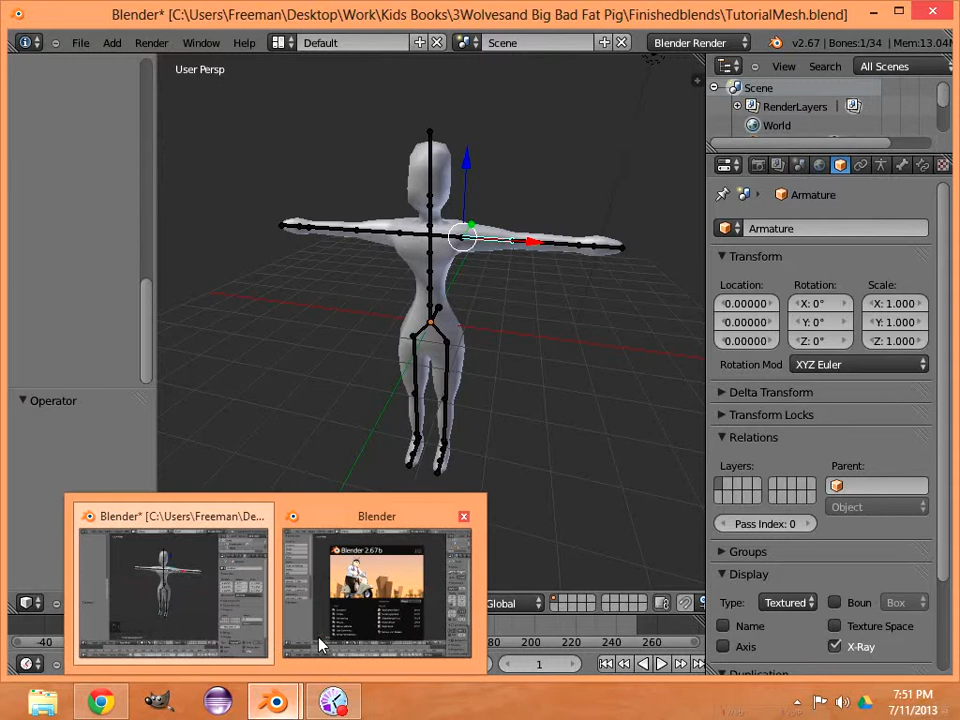 Blender* [C:\Users\Freeman\Desktop\Work\Kids Books\3Wolvesand Big Bad Fat Pig\Finishedblends\TutorialMesh.blend]
File Add Render Window Help Default Scene Blender Render v2.67 | Bones:1/34 | Mem:13.04M
User Persp
View Search All Scenes
Scene
RenderLayers
World
Armature
Armature
Transform
Location: Rotation: Scale:
0.00000 X: 0° X: 1.000
0.00000 Y: 0° Y: 1.000
0.00000 Z: 0° Z: 1.000
Rotation Mod XYZ Euler
Delta Transform
Operator
Transform Locks
Relations
Layers: Parent:
Object
Pass Index: 0
Groups
Display
Type: Textured Boun Box
Name Texture Space
Axis X-Ray
Duplication
Blender* [C:\Users\Freeman\De... Blender
Blender 2.67b
Global
-40 180 200 220 240 260
1
7:51 PM
7/11/2013